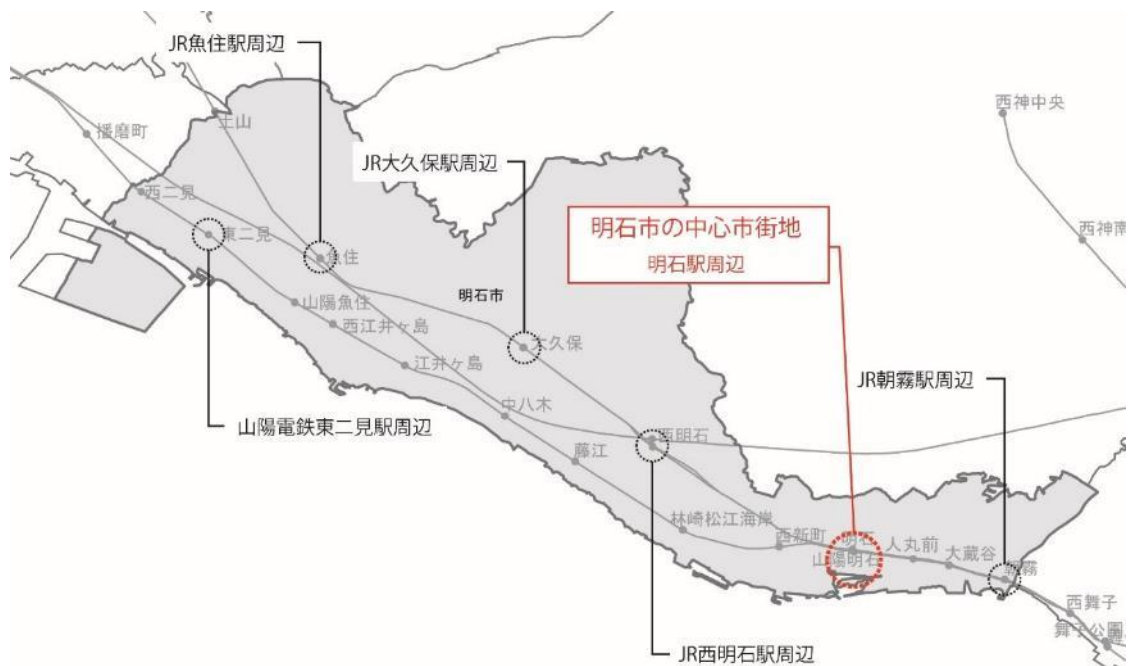 JR魚住駅周辺
西神中央
土山
播磨町
JR大久保駅周辺
西二見
明石市の中心市街地
明石駅周辺
東二見
西神南
魚住
明石市
山陽魚住
西江井ヶ島
大久保
江井ヶ島
JR朝霧駅周辺
中八木
山陽電鉄東二見駅周辺
西明石
藤江
林崎松江海岸
西新町
明石
人丸前
山陽明石
大蔵谷
朝霧
西舞子
舞子公園
JR西明石駅周辺